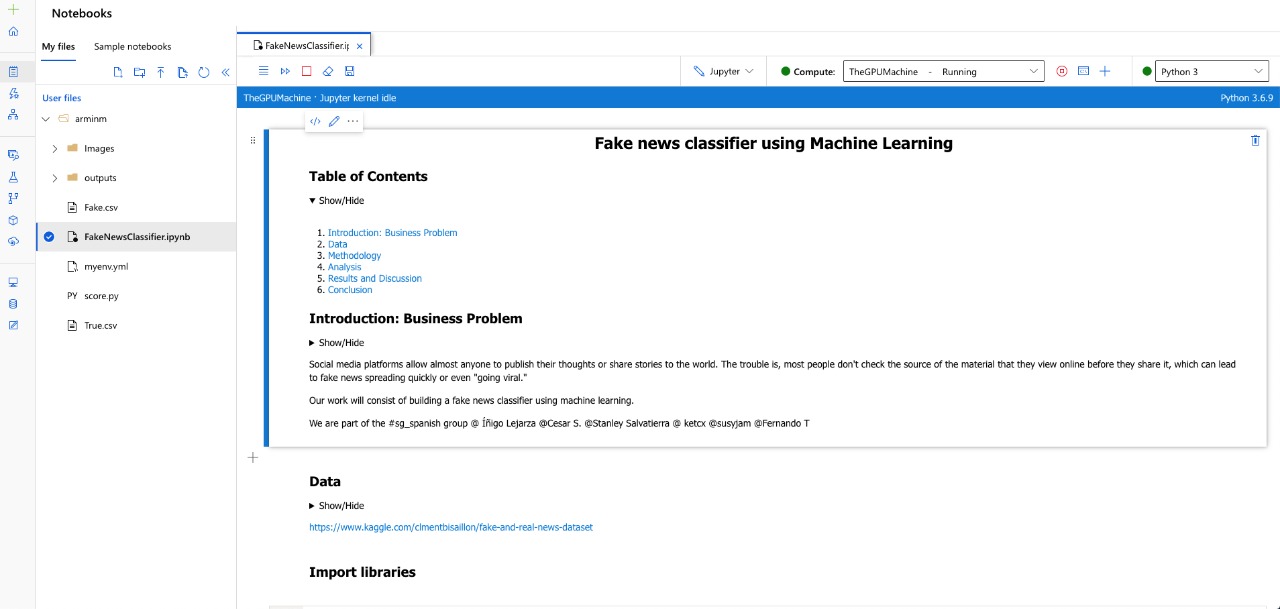 Notebooks
My files Sample notebooks
User files
arminm
Images
outputs
Fake.csv
FakeNewsClassifier.ipynb
myenv.yml
PY score.py
True.csv
FakeNewsClassifier.ip
Jupyter
Compute: TheGPUMachine - Running
Python 3
TheGPUMachine · Jupyter kernel idle
Python 3.6.9
Fake news classifier using Machine Learning
Table of Contents
▼ Show/Hide
1. Introduction: Business Problem
2. Data
3. Methodology
4. Analysis
5. Results and Discussion
6. Conclusion
Introduction: Business Problem
▶ Show/Hide
Social media platforms allow almost anyone to publish their thoughts or share stories to the world. The trouble is, most people don't check the source of the material that they view online before they share it, which can lead
to fake news spreading quickly or even "going viral."
Our work will consist of building a fake news classifier using machine learning.
We are part of the #sg_spanish group @ Íñigo Lejarza @Cesar S. @Stanley Salvatierra @ ketcx @susyjam @Fernando T
Data
▶ Show/Hide
https://www.kaggle.com/clmentbisaillon/fake-and-real-news-dataset
Import libraries